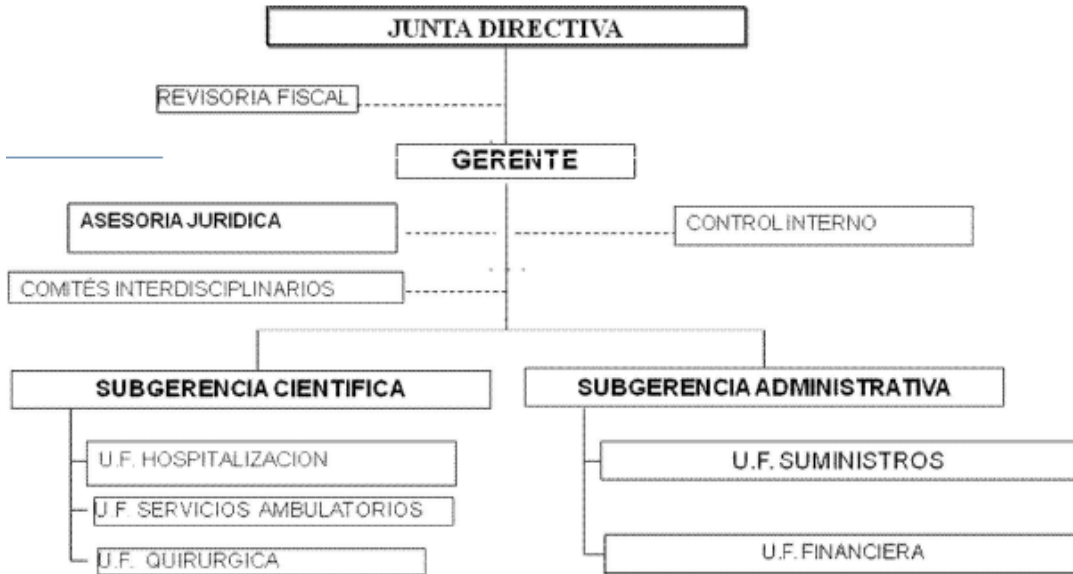 JUNTA DIRECTIVA
REVISORIA FISCAL
GERENTE
ASESORIA JURIDICA
CONTROL INTERNO
COMITÉS INTERDISCIPLINARIOS
SUBGERENCIA CIENTIFICA
SUBGERENCIA ADMINISTRATIVA
U.F. HOSPITALIZACION
U.F. SUMINISTROS
U.F. SERVICIOS AMBULATORIOS
U.F. QUIRURGICA
U.F. FINANCIERA